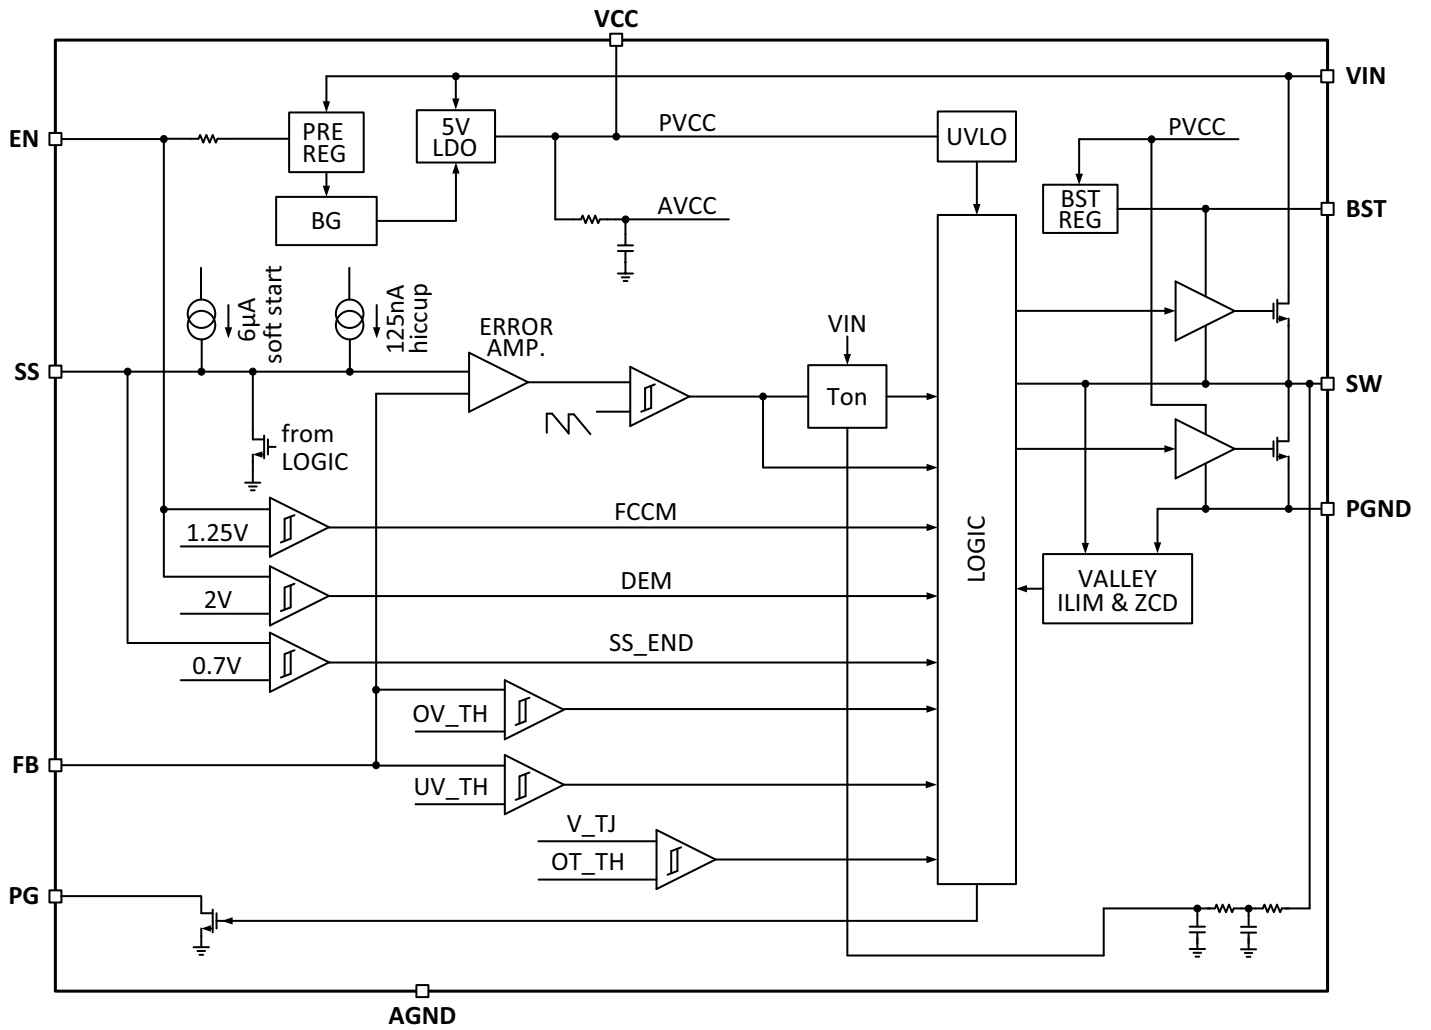 VCC
VIN
EN
PRE
REG
5V
LDO
PVCC
UVLO
PVCC
BG
AVCC
BST
REG
BST
6µA
soft start
125nA
hiccup
ERROR
AMP.
VIN
SS
Ton
SW
from
LOGIC
1.25V
FCCM
LOGIC
PGND
2V
DEM
VALLEY
ILIM & ZCD
0.7V
SS_END
OV_TH
FB
UV_TH
V_TJ
OT_TH
PG
AGND